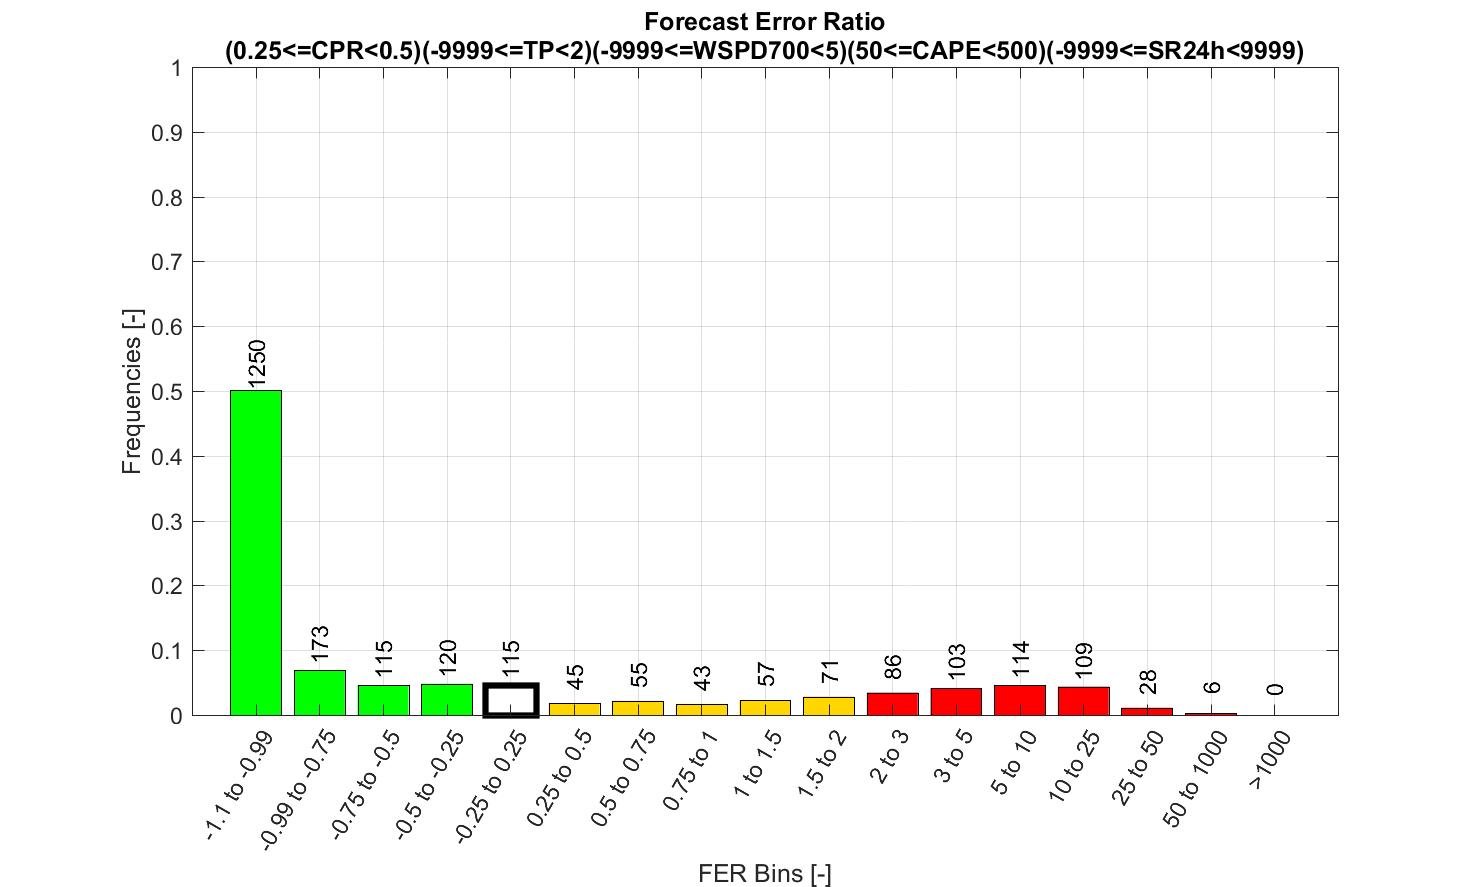 Forecast Error Ratio
(0.25<=CPR<0.5)(-9999<=TP<2)(-9999<=WSPD700<5)(50<=CAPE<500)(-9999<=SR24h<9999)
1
0.9
0.8
0.7
0.6
0.5
0.4
0.3
0.2
0.1
0
Frequencies [-]
1250
173
115
120
115
45
55
43
57
71
86
103
114
109
28
6
0
-1.1 to -0.99
-0.99 to -0.75
-0.75 to -0.5
-0.5 to -0.25
-0.25 to 0.25
0.25 to 0.5
0.5 to 0.75
0.75 to 1
1 to 1.5
1.5 to 2
2 to 3
3 to 5
5 to 10
10 to 25
25 to 50
50 to 1000
>1000
FER Bins [-]